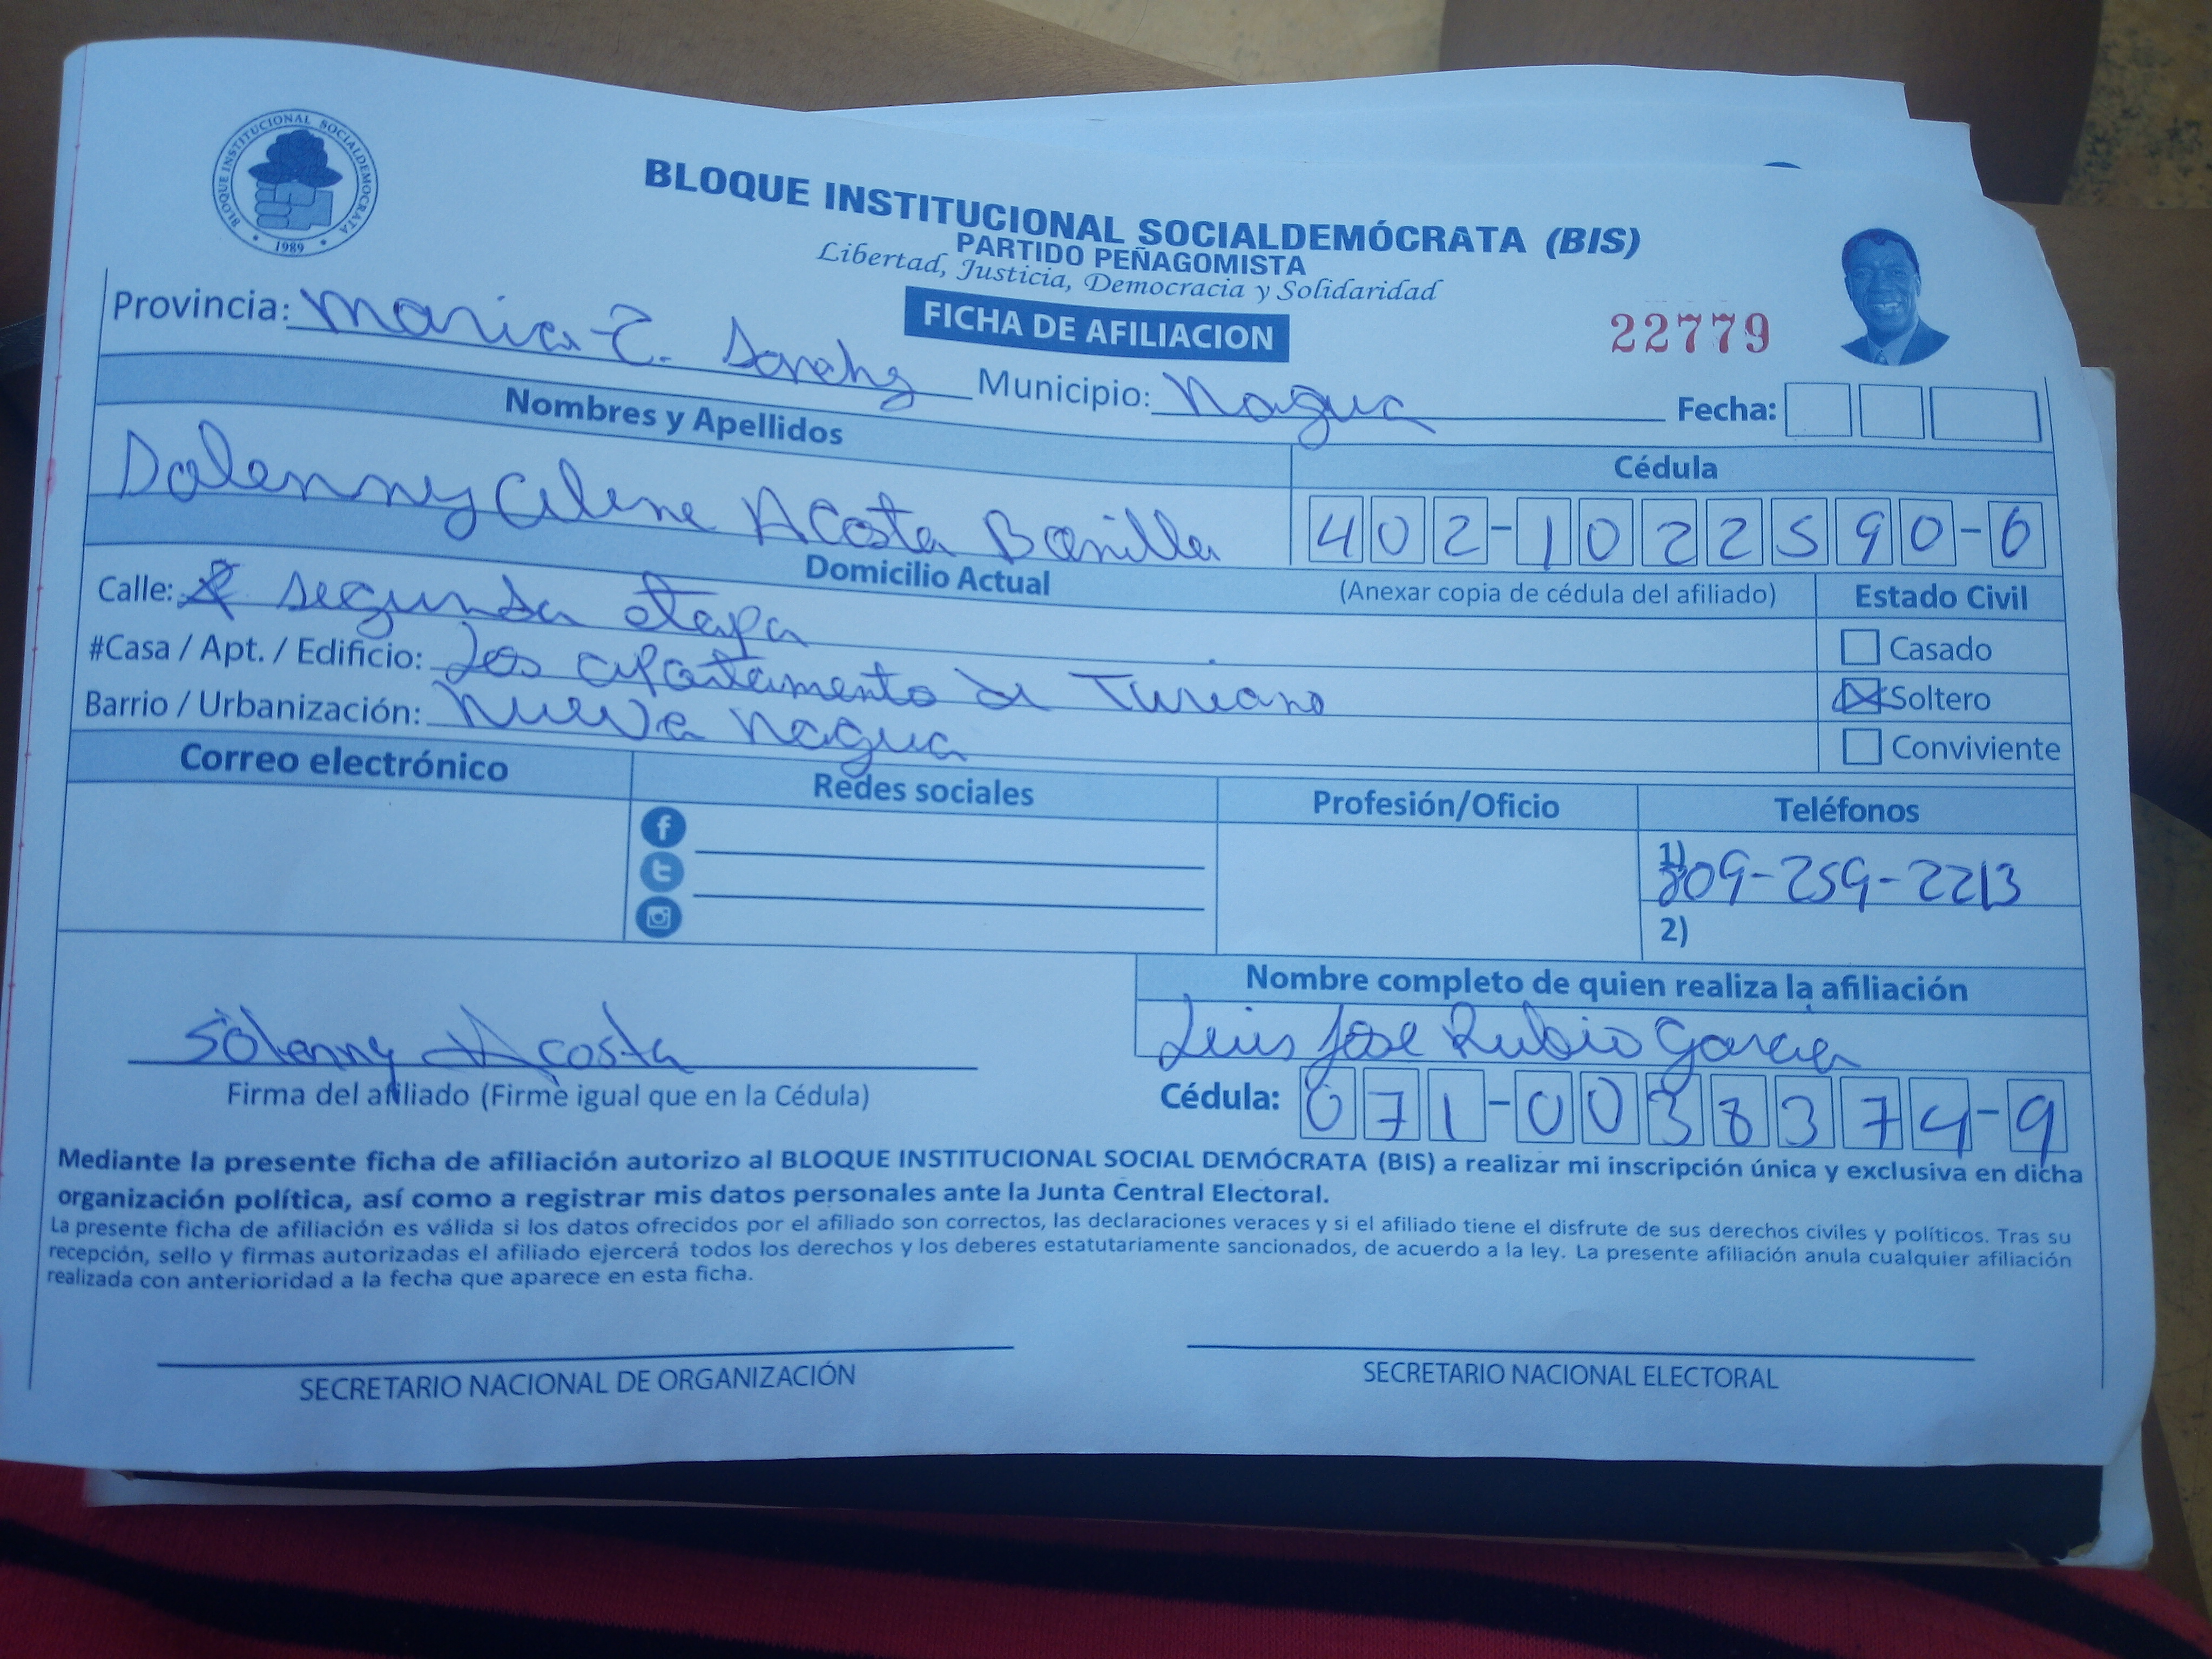 BLOQUE INSTITUCIONAL SOCIALDEMOCRATA
1989
BLOQUE INSTITUCIONAL SOCIALDEMÓCRATA (BIS)
PARTIDO PEÑAGOMISTA
Libertad, Justicia, Democracia y Solidaridad
FICHA DE AFILIACION
22779
Provincia: Maria T. Sanchz Municipio: Nagua Fecha:
Nombres y Apellidos
Cédula
Solenny Celene Acosta Bonilla
402-1022590-6
Domicilio Actual
(Anexar copia de cédula del afiliado)
Estado Civil
Calle: segunda etapa
#Casa / Apt. / Edificio: Los apartamento de Turiano
Barrio / Urbanización: Nueva Nagua
Casado
Soltero
Conviviente
Correo electrónico
Redes sociales
Profesión/Oficio
Teléfonos
1) 809-259-2213
2)
Solenny Acosta
Firma del afiliado (Firme igual que en la Cédula)
Nombre completo de quien realiza la afiliación
Luis Jose Rubio Garcia
Cédula: 071-0038374-9
Mediante la presente ficha de afiliación autorizo al BLOQUE INSTITUCIONAL SOCIAL DEMÓCRATA (BIS) a realizar mi inscripción única y exclusiva en dicha
organización política, así como a registrar mis datos personales ante la Junta Central Electoral.
La presente ficha de afiliación es válida si los datos ofrecidos por el afiliado son correctos, las declaraciones veraces y si el afiliado tiene el disfrute de sus derechos civiles y políticos. Tras su
recepción, sello y firmas autorizadas el afiliado ejercerá todos los derechos y los deberes estatutariamente sancionados, de acuerdo a la ley. La presente afiliación anula cualquier afiliación
realizada con anterioridad a la fecha que aparece en esta ficha.
SECRETARIO NACIONAL DE ORGANIZACIÓN
SECRETARIO NACIONAL ELECTORAL